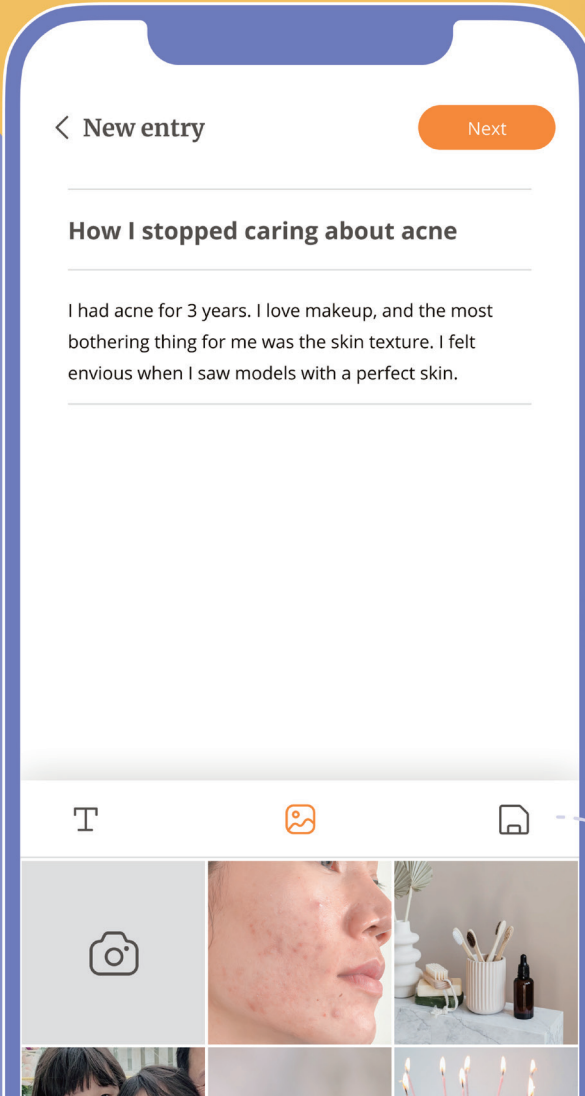 New entry
Next
How I stopped caring about acne
I had acne for 3 years. I love makeup, and the most
bothering thing for me was the skin texture. I felt
envious when I saw models with a perfect skin.
T